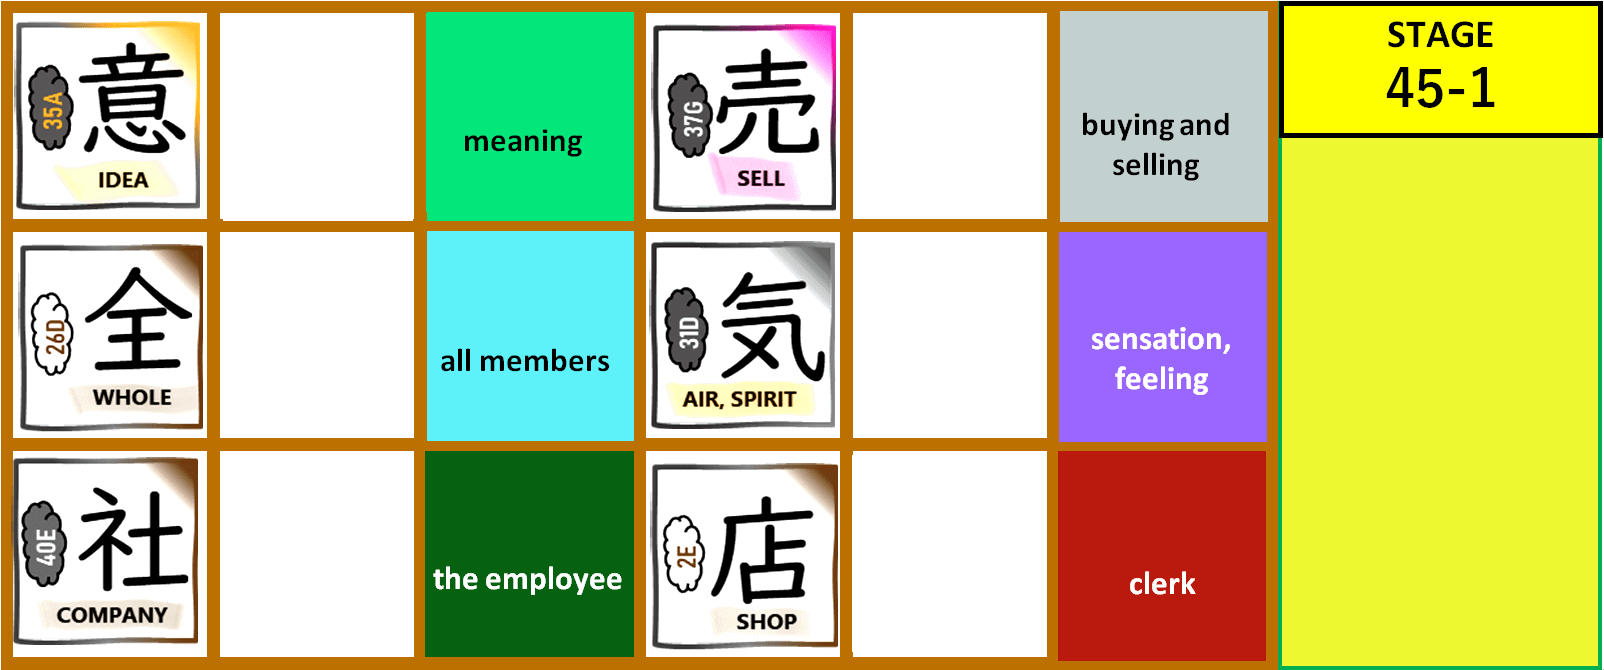 35A
意
IDEA
meaning
37G
売
SELL
buying and
selling
STAGE
45-1
26D
全
WHOLE
all members
31D
気
AIR, SPIRIT
sensation,
feeling
40E
社
COMPANY
the employee
2E
店
SHOP
clerk